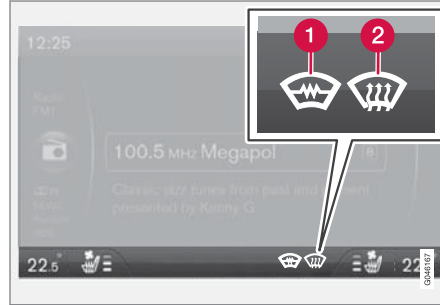 12:25
1
2
Radio
FM1
100.5 MHz Megapol
Classic jazz tunes from past and present
presented by Kenny G
22.5°
22
G046167